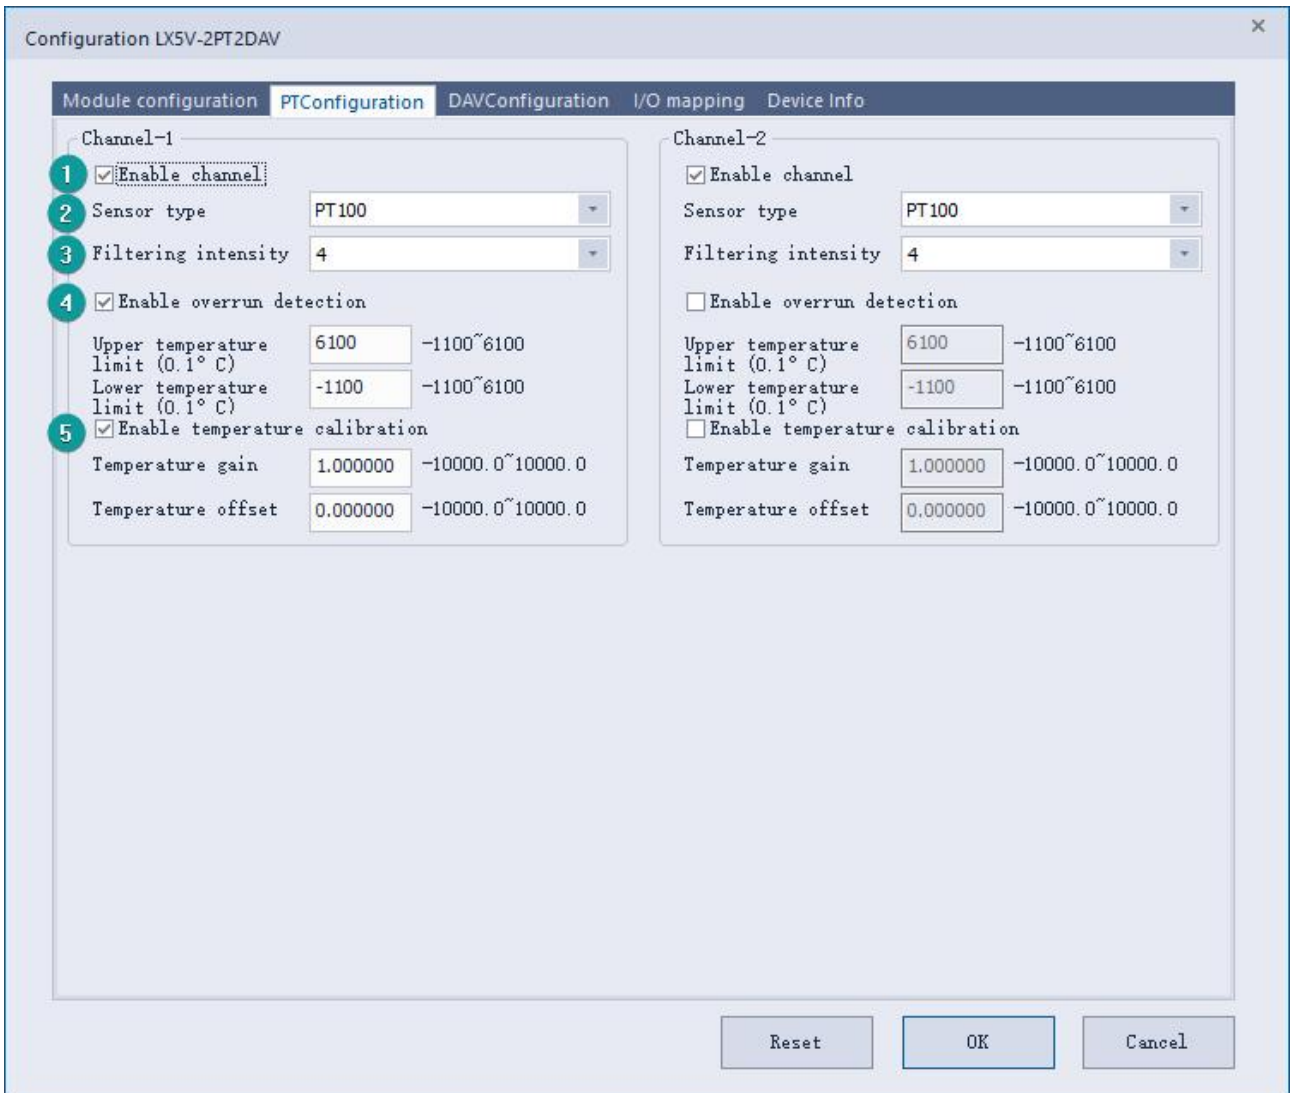 Configuration LX5V-2PT2DAV
×
Module configuration PTConfiguration DAVConfiguration I/O mapping Device Info
Channel-1
1 Enable channel
2 Sensor type PT100
3 Filtering intensity 4
4 Enable overrun detection
Upper temperature limit (0.1° C) 6100 -1100~6100
Lower temperature limit (0.1° C) -1100 -1100~6100
5 Enable temperature calibration
Temperature gain 1.000000 -10000.0~10000.0
Temperature offset 0.000000 -10000.0~10000.0
Channel-2
Enable channel
Sensor type PT100
Filtering intensity 4
Enable overrun detection
Upper temperature limit (0.1° C) 6100 -1100~6100
Lower temperature limit (0.1° C) -1100 -1100~6100
Enable temperature calibration
Temperature gain 1.000000 -10000.0~10000.0
Temperature offset 0.000000 -10000.0~10000.0
Reset OK Cancel